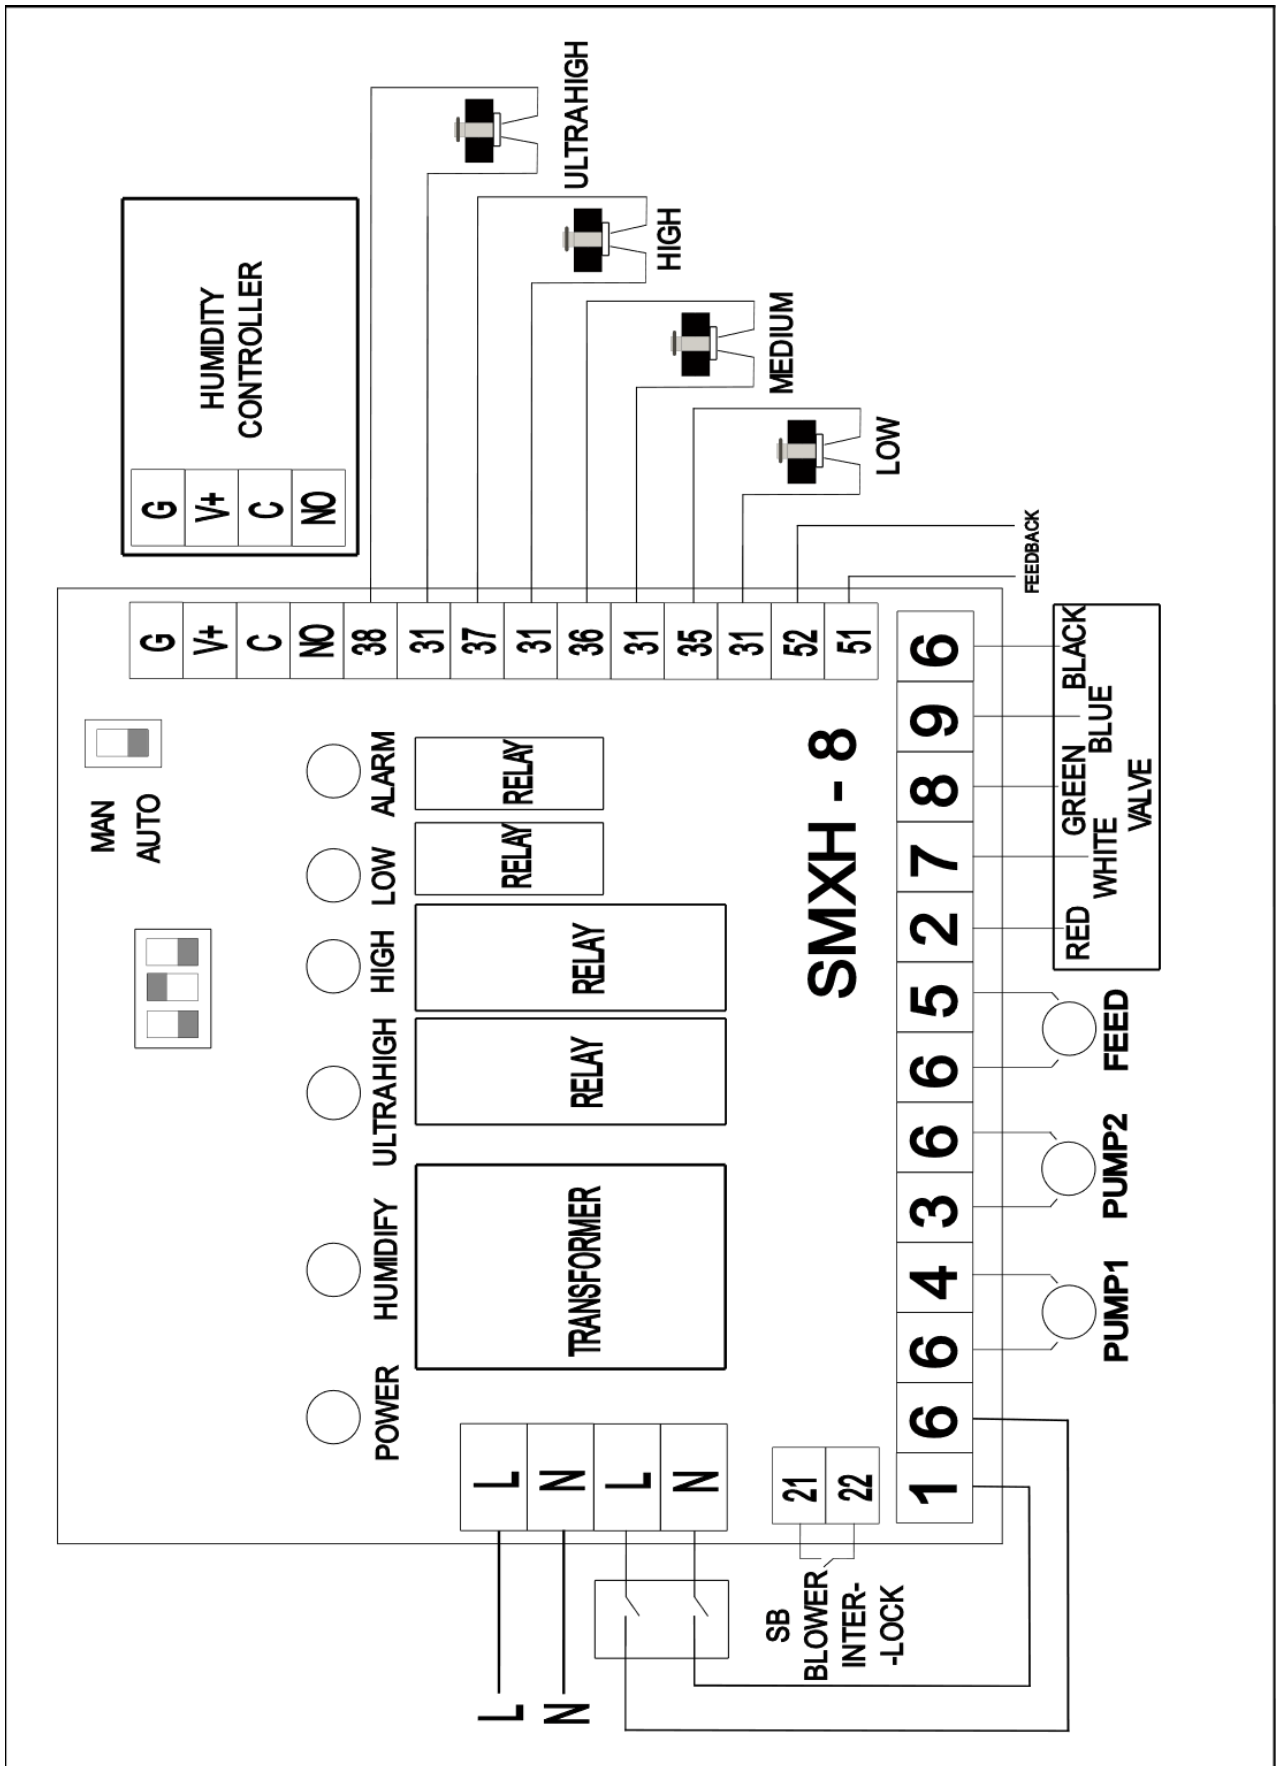 MAN
AUTO
G
V+
C
NO
HUMIDITY
CONTROLLER
G
V+
C
NO
38
31
37
31
36
31
35
31
52
51
POWER
HUMIDIFY
ULTRAHIGH
HIGH
LOW
ALARM
L
N
L
N
L
N
TRANSFORMER
RELAY
RELAY
RELAY
RELAY
ULTRAHIGH
HIGH
MEDIUM
LOW
SB
BLOWER
INTER-
-LOCK
21
22
SMXH - 8
FEEDBACK
1 6 6 4 3 6 6 5 2 7 8 9 6
PUMP1
PUMP2
FEED
RED
WHITE
GREEN
BLUE
BLACK
VALVE